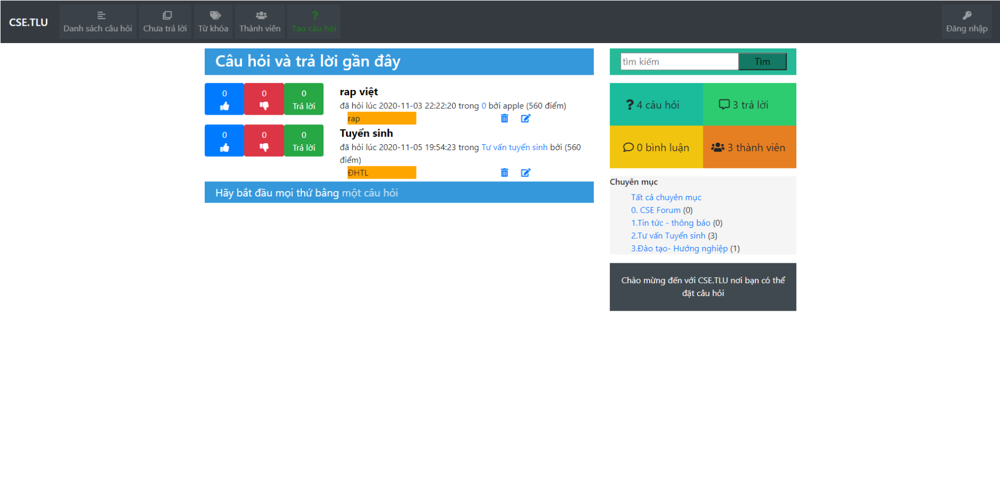 CSE.TLU
Danh sách câu hỏi
Chưa trả lời
Từ khóa
Thành viên
Tạo câu hỏi
Đăng nhập
Câu hỏi và trả lời gần đây
0
0
0
Trả lời
rap việt
đã hỏi lúc 2020-11-03 22:22:20 trong 0 bởi apple (560 điểm)
rap
0
0
0
Trả lời
Tuyển sinh
đã hỏi lúc 2020-11-05 19:54:23 trong Tư vấn tuyển sinh bởi (560
điểm)
ĐHTL
Hãy bắt đầu mọi thứ bằng một câu hỏi
tìm kiếm
Tìm
4 câu hỏi
3 trả lời
0 bình luận
3 thành viên
Chuyên mục
Tất cả chuyên mục
0. CSE Forum (0)
1.Tin tức - thông báo (0)
2.Tư vấn Tuyển sinh (3)
3.Đào tạo- Hướng nghiệp (1)
Chào mừng đến với CSE.TLU nơi bạn có thể
đặt câu hỏi